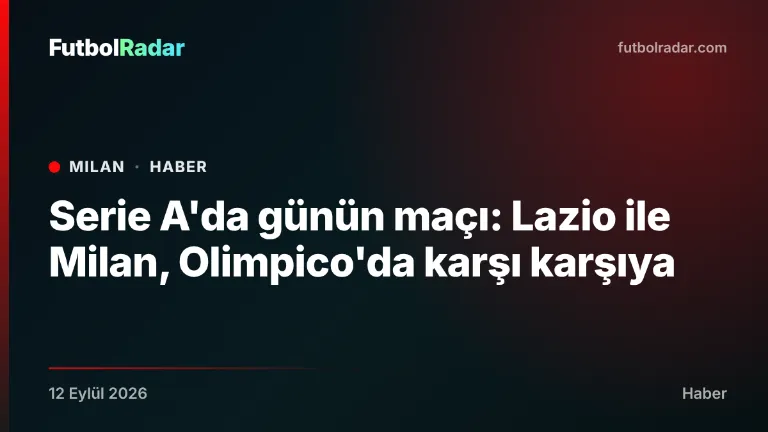 FutbolRadar
futbolradar.com
MILAN · HABER
Serie A'da günün maçı: Lazio ile
Milan, Olimpico'da karşı karşıya
12 Eylül 2026
Haber